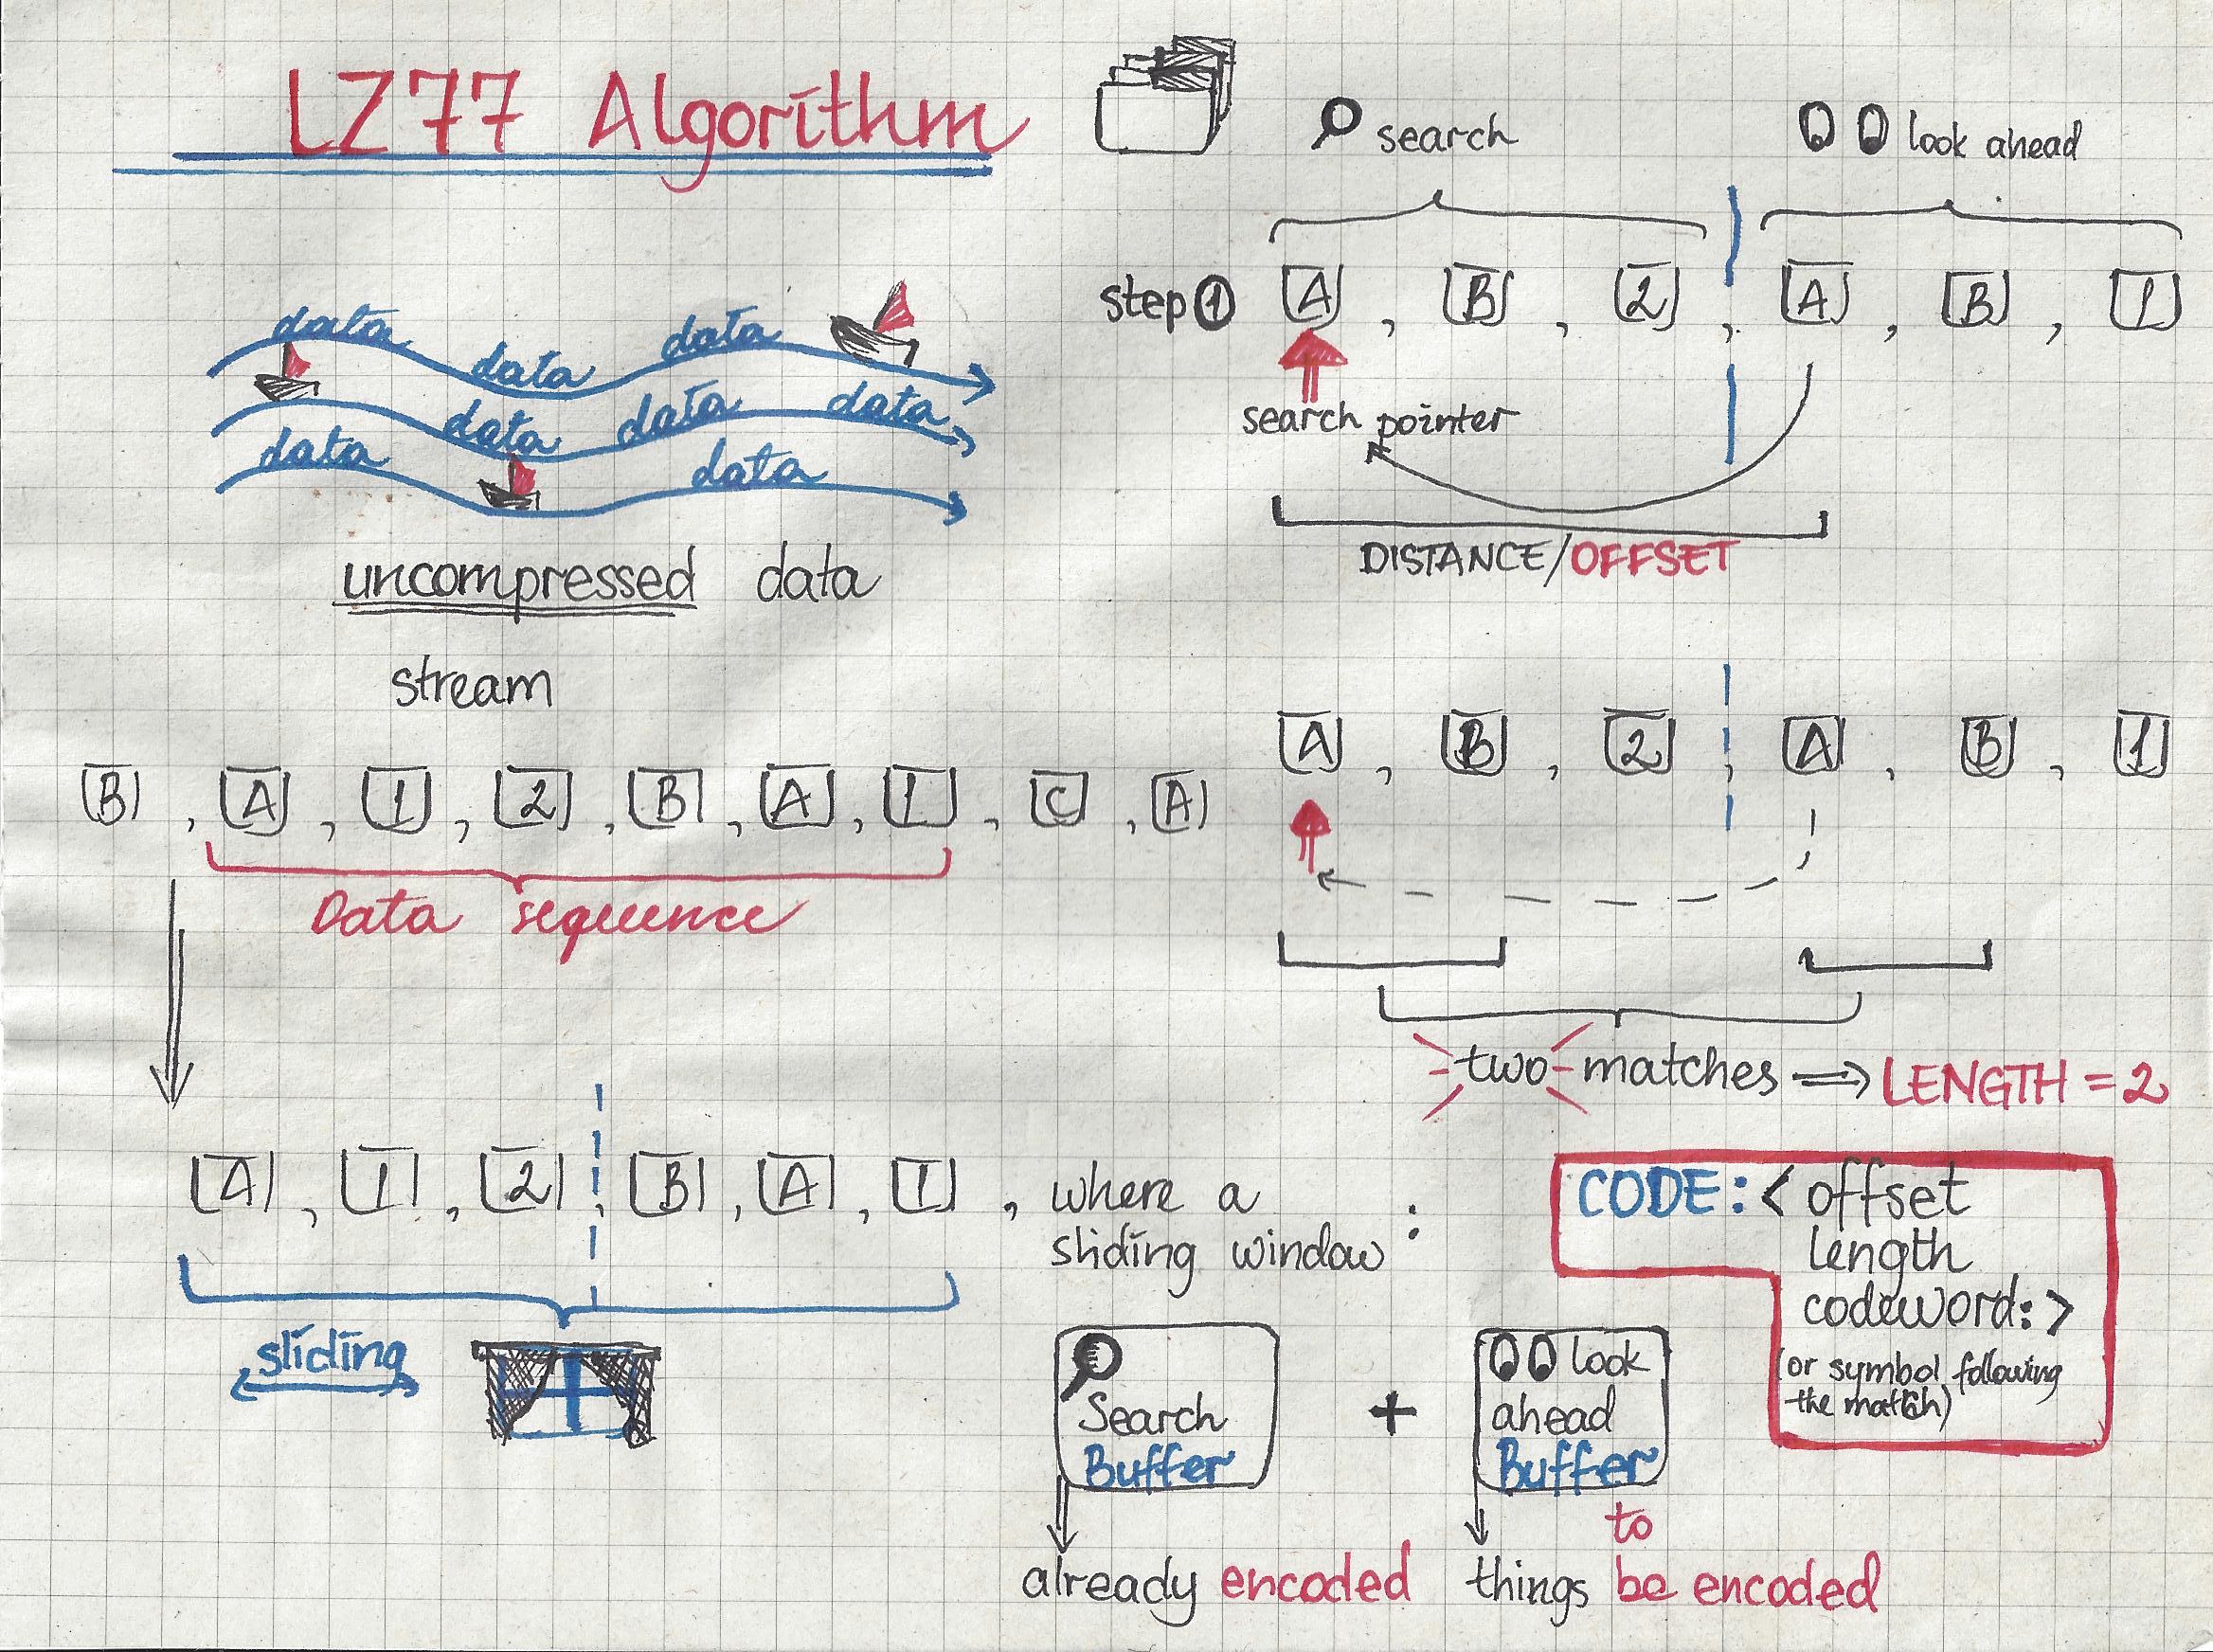 LZ77 Algorithm
data data data
data data data
data data
uncompressed data
stream
B, A, 1, 2, B, A, 1, C, A
Data sequence
A, 1, 2, B, A, 1, where a
sliding window:
sliding
Search
Buffer
+
look
ahead
Buffer
already encoded
things to be encoded
search
look ahead
step 1 A, B, 2, A, B, 1
search pointer
DISTANCE/OFFSET
A, B, 2, A, B, 1
two matches ⇒ LENGTH = 2
CODE: < offset
length
codeword: >
(or symbol following
the match)